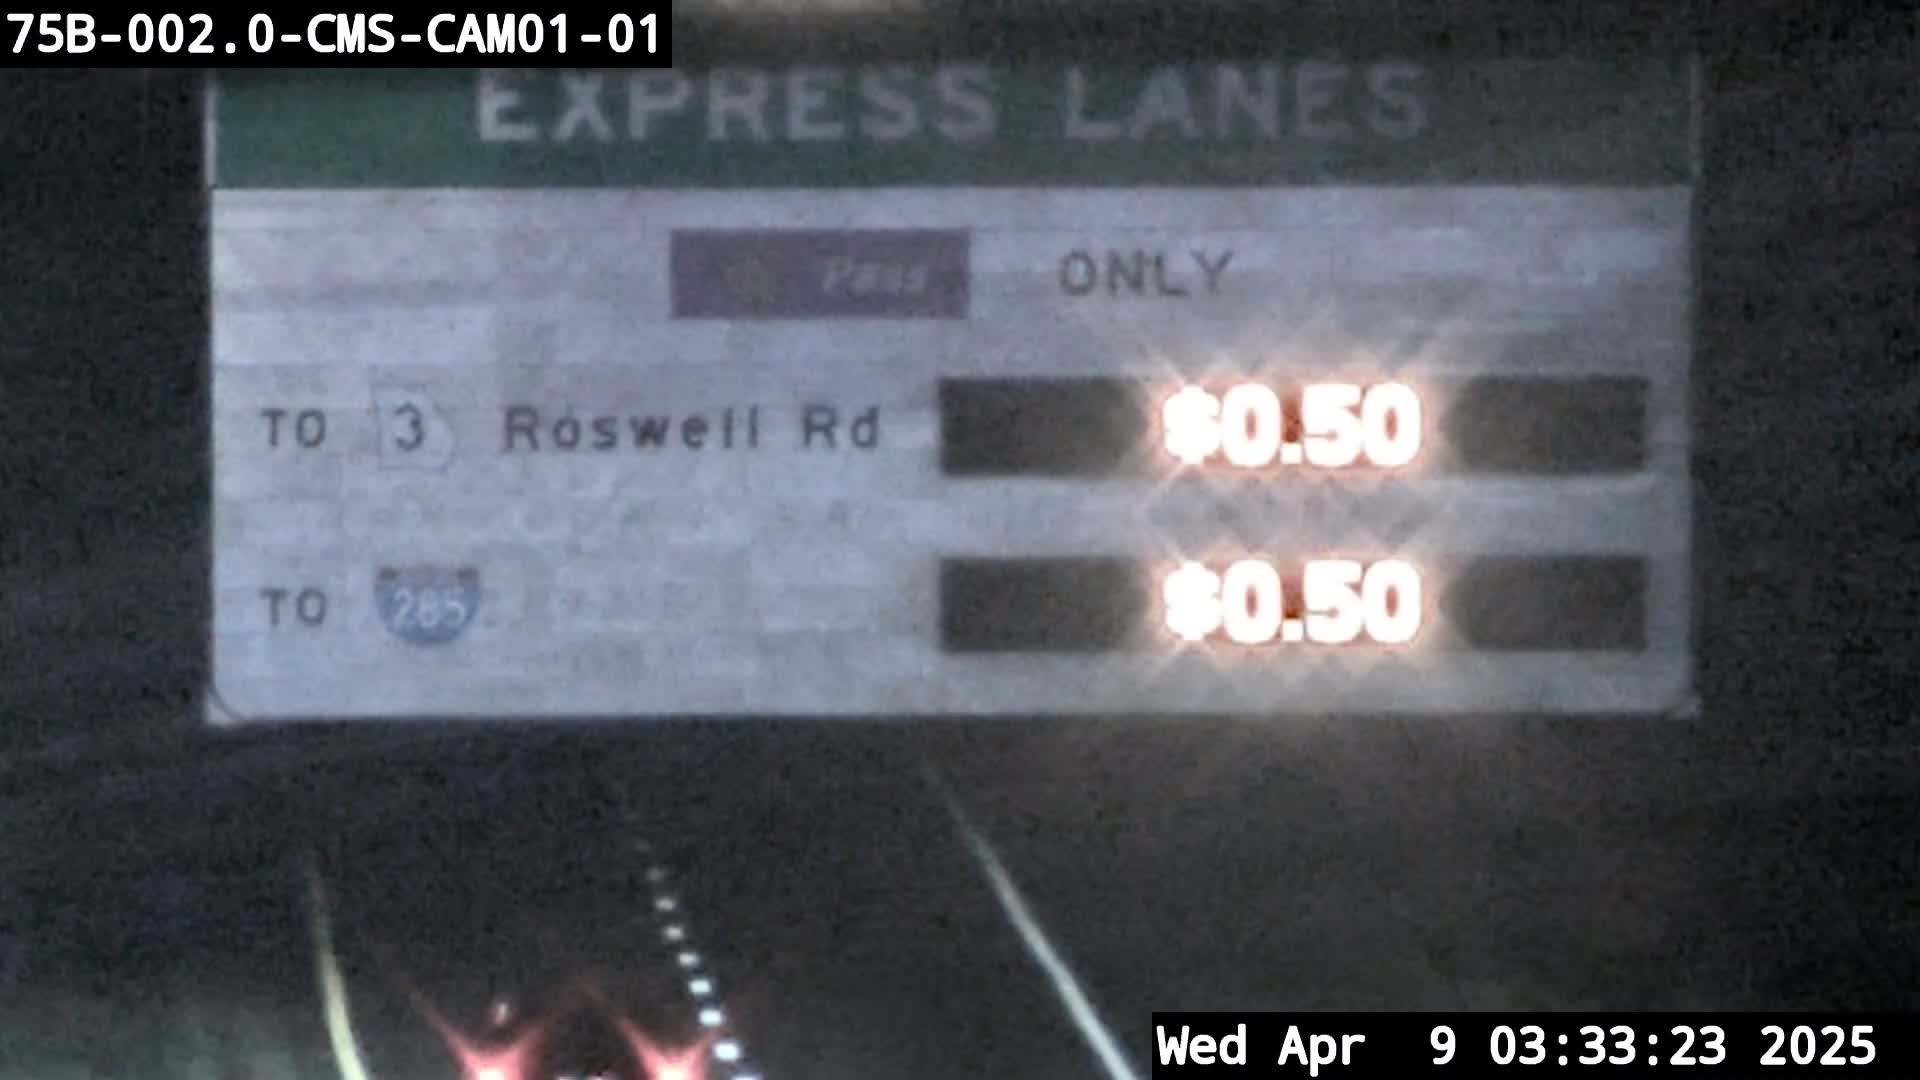 75B-002.0-CMS-CAM01-01
EXPRESS LANES
Pass ONLY
TO 3 Roswell Rd $0.50
TO 285 $0.50
Wed Apr 9 03:33:23 2025